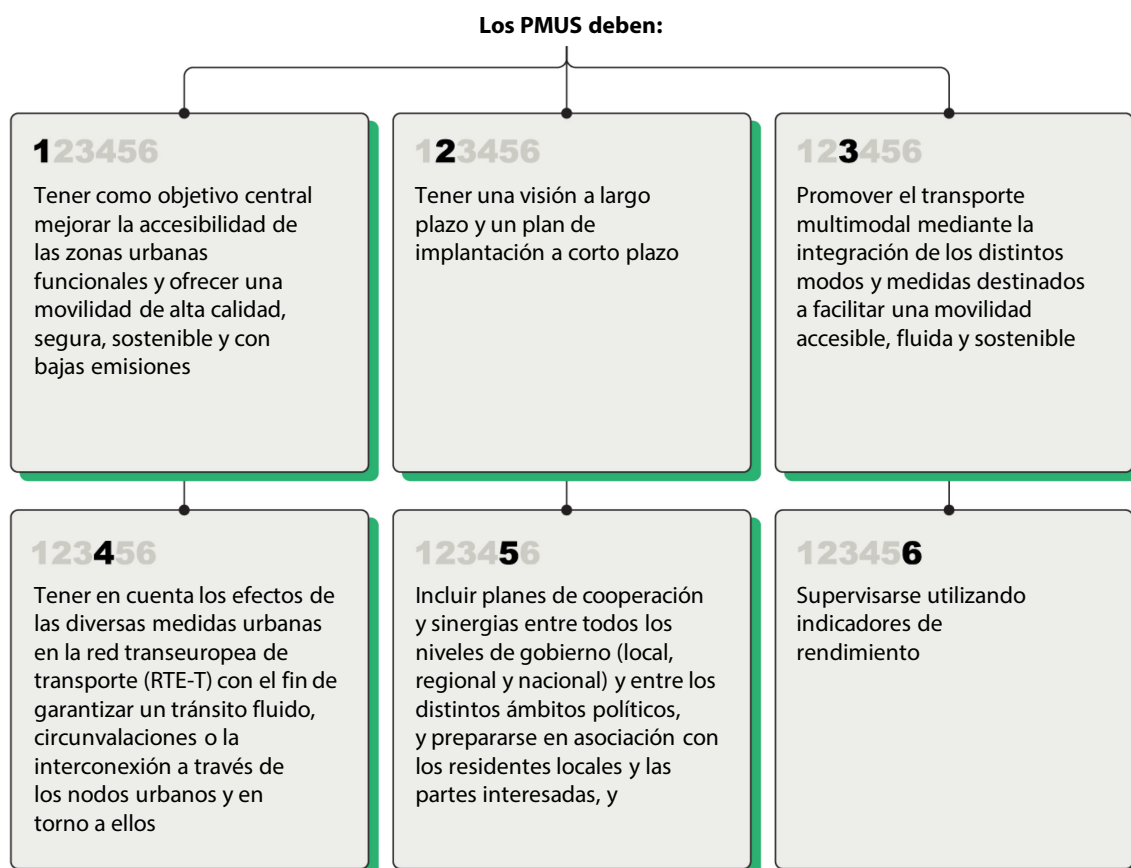 Los PMUS deben:
123456
Tener como objetivo central
mejorar la accesibilidad de
las zonas urbanas
funcionales y ofrecer una
movilidad de alta calidad,
segura, sostenible y con
bajas emisiones
123456
Tener una visión a largo
plazo y un plan de
implantación a corto plazo
123456
Promover el transporte
multimodal mediante la
integración de los distintos
modos y medidas destinados
a facilitar una movilidad
accesible, fluida y sostenible
123456
Tener en cuenta los efectos de
las diversas medidas urbanas
en la red transeuropea de
transporte (RTE-T) con el fin de
garantizar un tránsito fluido,
circunvalaciones o la
interconexión a través de
los nodos urbanos y en
torno a ellos
123456
Incluir planes de cooperación
y sinergias entre todos los
niveles de gobierno (local,
regional y nacional) y entre los
distintos ámbitos políticos,
y prepararse en asociación con
los residentes locales y las
partes interesadas, y
123456
Supervisarse utilizando
indicadores de
rendimiento